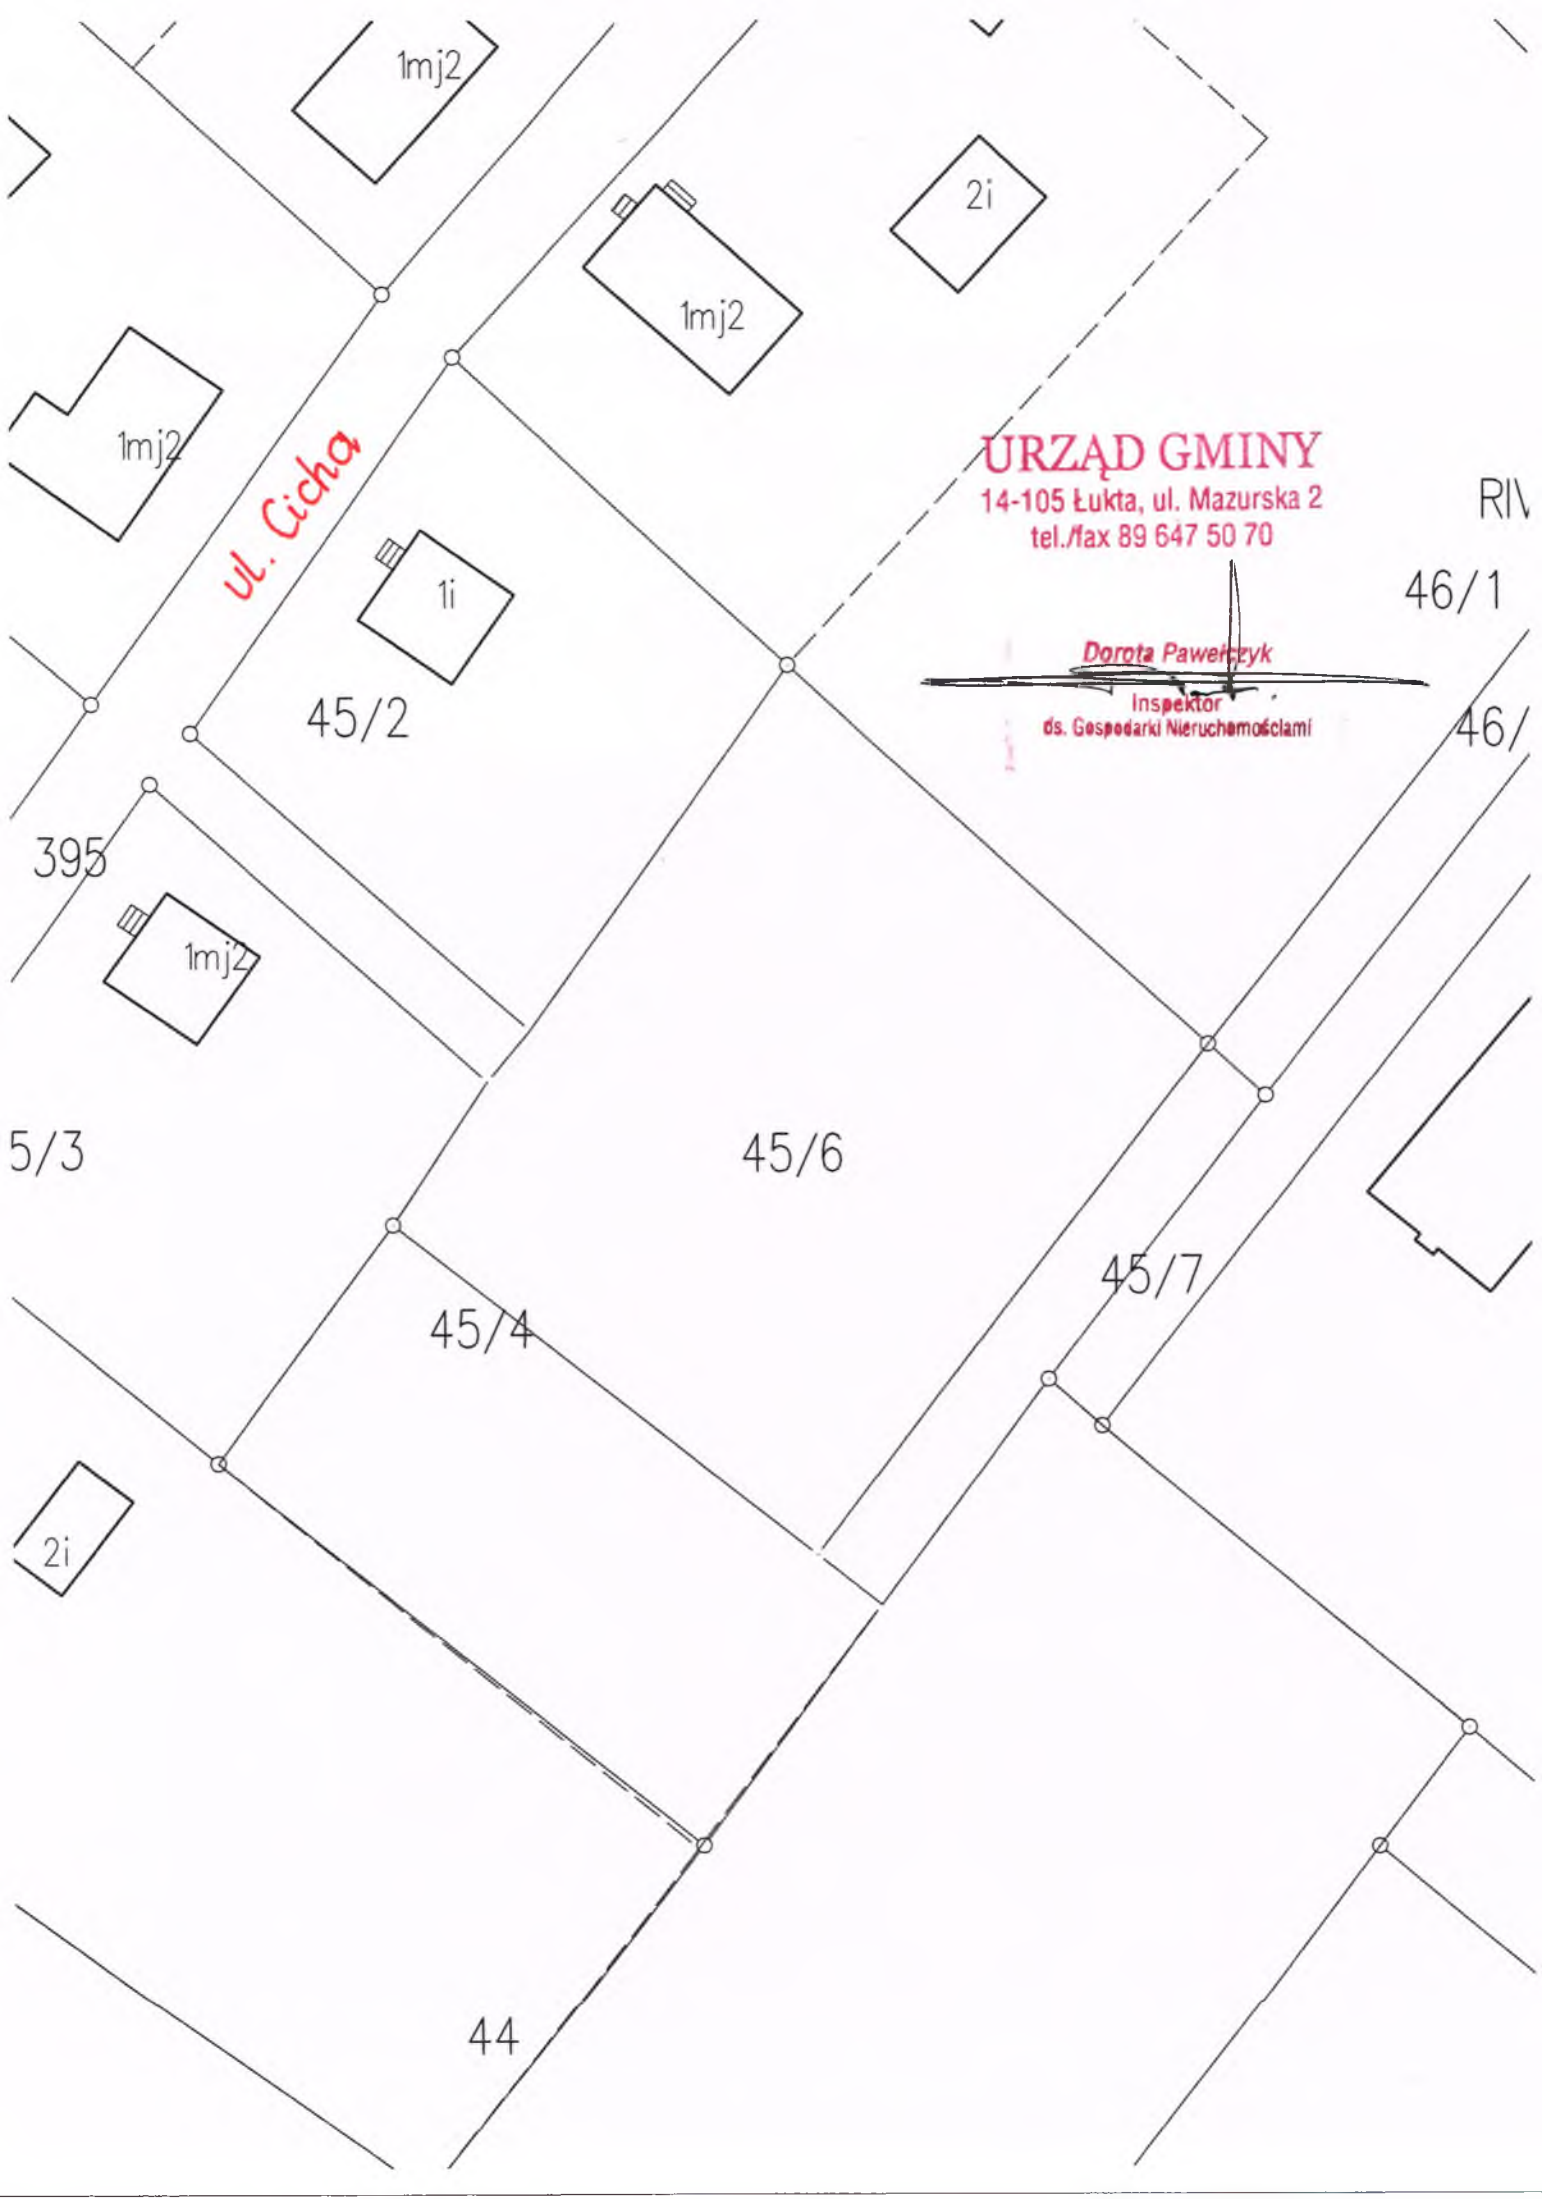 1mj2
2i
1mj2
1mj2
ul. Cicha
URZĄD GMINY
14-105 Łukta, ul. Mazurska 2
tel./fax 89 647 50 70
46/1
1i
Dorota Pawełczyk
Inspektor
ds. Gospodarki Nieruchomościami
46/
45/2
395
1mj2
5/3
45/6
45/7
45/4
2i
44